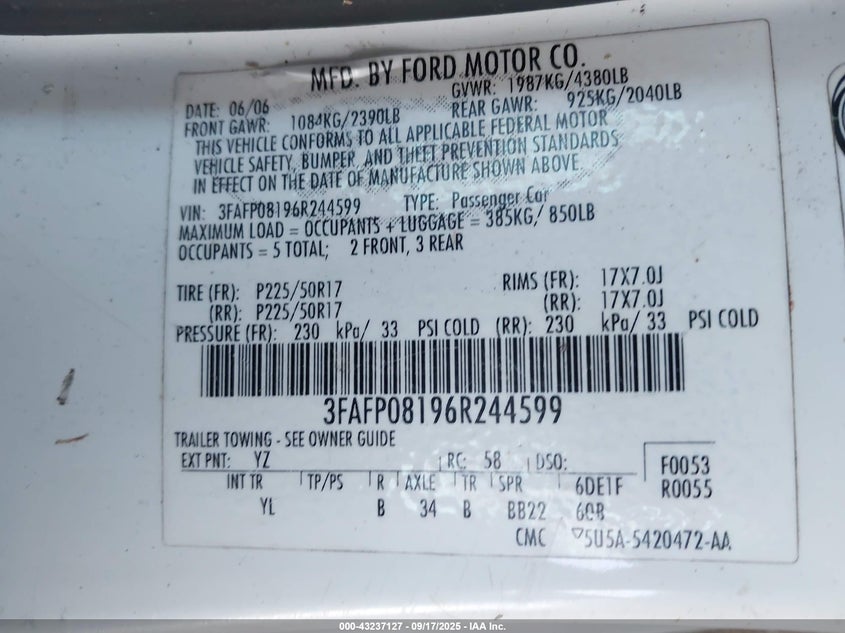 MFD. BY FORD MOTOR CO.
DATE: 06/06 GVWR: 1987KG/4380LB
FRONT GAWR: 1084KG/2390LB REAR GAWR: 925KG/2040LB
THIS VEHICLE CONFORMS TO ALL APPLICABLE FEDERAL MOTOR
VEHICLE SAFETY, BUMPER, AND THEFT PREVENTION STANDARDS
IN EFFECT ON THE DATE OF MANUFACTURE SHOWN ABOVE.
VIN: 3FAFP08196R244599 TYPE: Passenger Car
MAXIMUM LOAD = OCCUPANTS + LUGGAGE = 385KG/ 850LB
OCCUPANTS = 5 TOTAL; 2 FRONT, 3 REAR
TIRE (FR): P225/50R17 RIMS (FR): 17X7.0J
(RR): P225/50R17 (RR): 17X7.0J
PRESSURE (FR): 230 kPa/ 33 PSI COLD (RR): 230 kPa/ 33 PSI COLD
3FAFP08196R244599
TRAILER TOWING - SEE OWNER GUIDE
EXT PNT: YZ RC: 58 DSO: F0053
INT TR TP/PS R AXLE TR SPR 6DE1F R0055
YL B 34 B BB22 60B
CMC 5U5A-5420472-AA
000-43237127 - 09/17/2025 - IAA Inc.